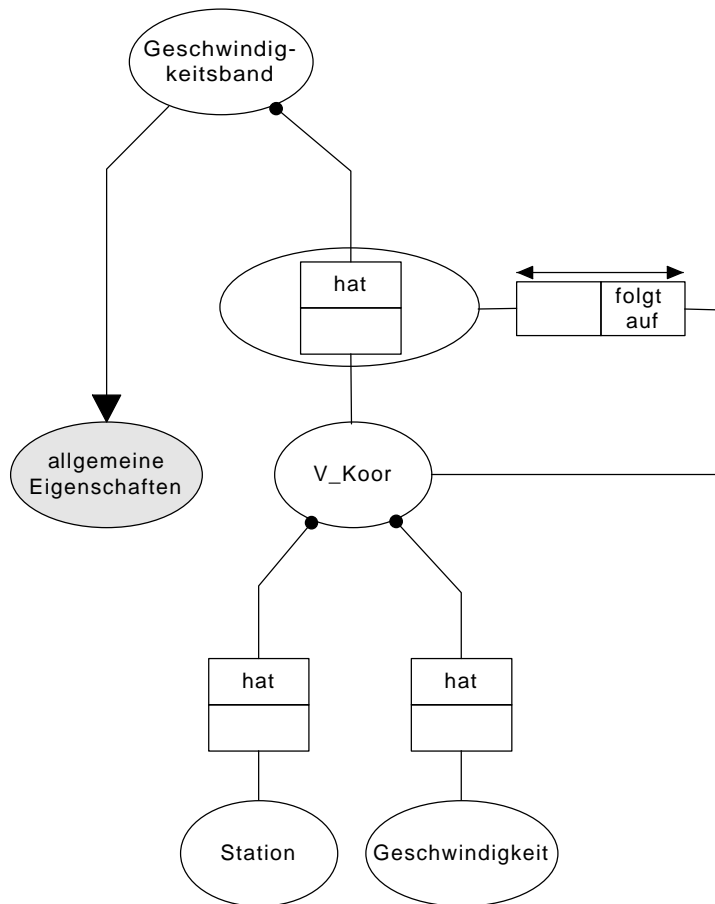 Geschwindig-
keitsband
hat
folgt
auf
allgemeine
Eigenschaften
V_Koor
hat
hat
Station
Geschwindigkeit